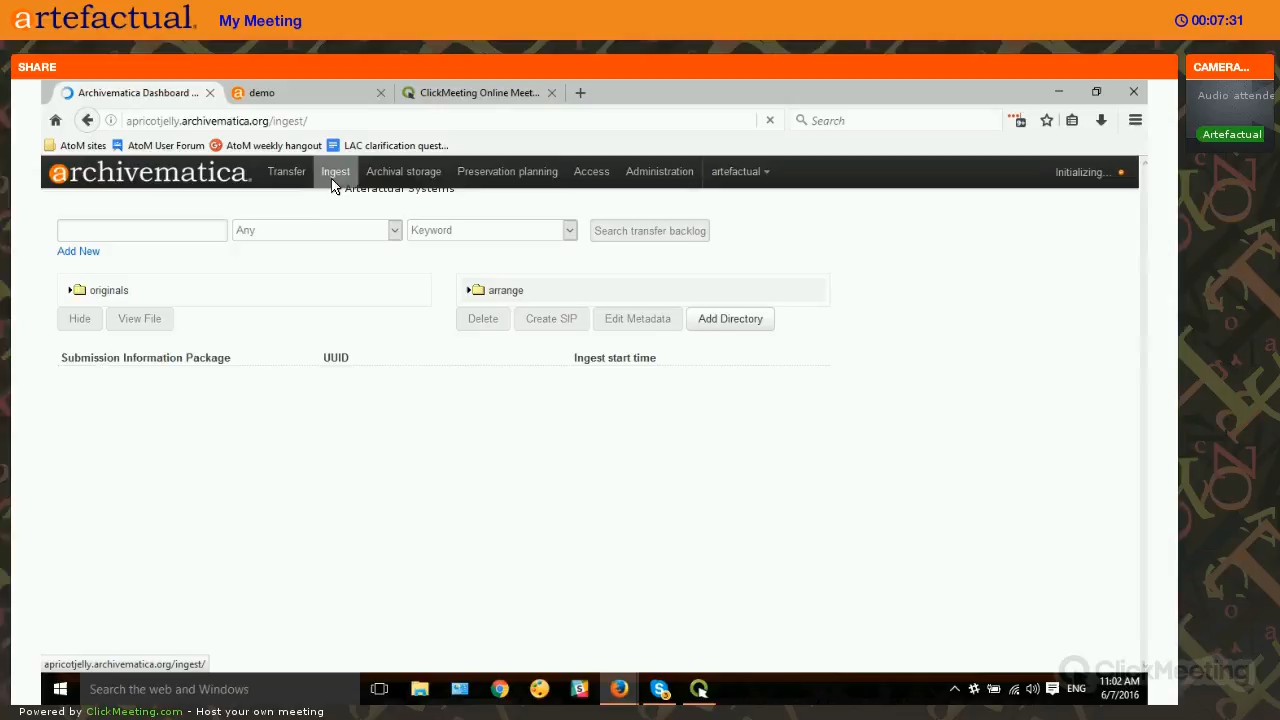 artefactual. My Meeting 00:07:31
SHARE CAMERA...
Archivematica Dashboard ... demo ClickMeeting Online Meet...
apricotjelly.archivematica.org/ingest/ Search
AtoM sites AtoM User Forum AtoM weekly hangout LAC clarification quest...
Audio attende
Artefactual
archivematica. Transfer Ingest Archival storage Preservation planning Access Administration artefactual Initializing...
Artefactual Systems
Any Keyword Search transfer backlog
Add New
originals arrange
Hide View File Delete Create SIP Edit Metadata Add Directory
Submission Information Package UUID Ingest start time
apricotjelly.archivematica.org/ingest/
ClickMeeting
Search the web and Windows ENG 11:02 AM
6/7/2016
Powered by ClickMeeting.com - Host your own meeting